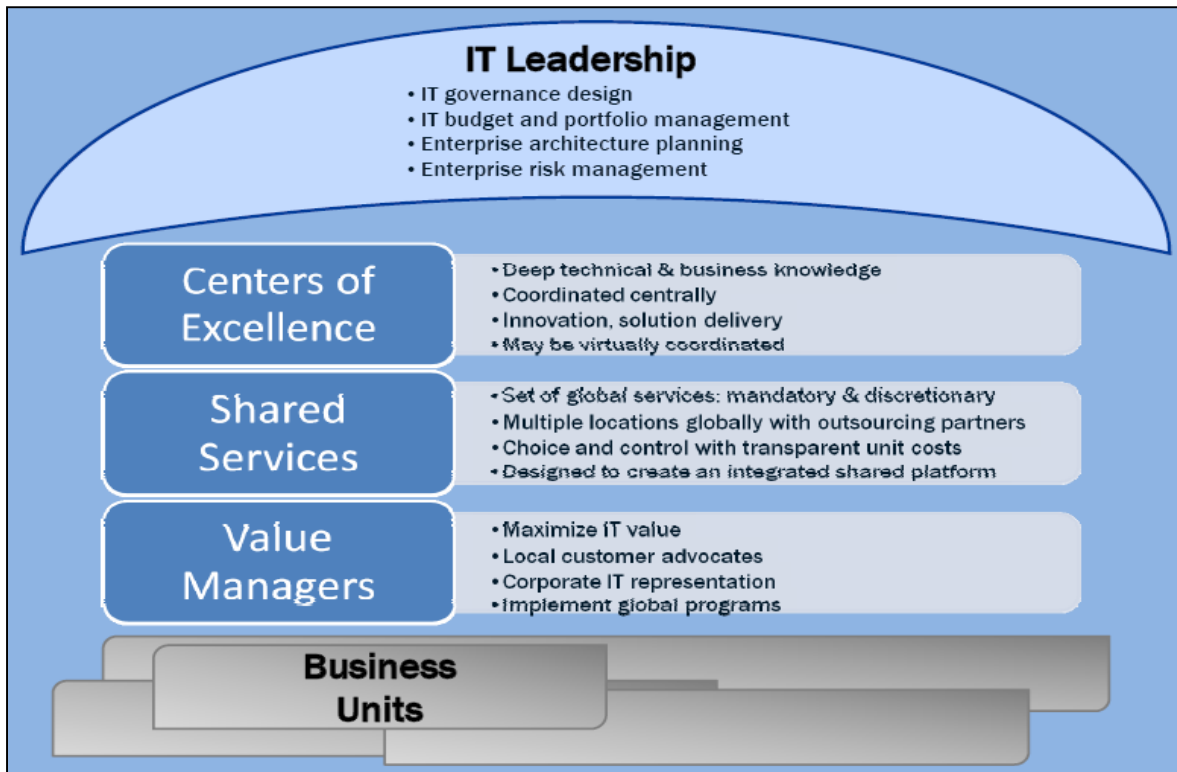 IT Leadership
• IT governance design
• IT budget and portfolio management
• Enterprise architecture planning
• Enterprise risk management
Centers of
Excellence
• Deep technical & business knowledge
• Coordinated centrally
• Innovation, solution delivery
• May be virtually coordinated
Shared
Services
• Set of global services: mandatory & discretionary
• Multiple locations globally with outsourcing partners
• Choice and control with transparent unit costs
• Designed to create an integrated shared platform
Value
Managers
• Maximize IT value
• Local customer advocates
• Corporate IT representation
• Implement global programs
Business
Units